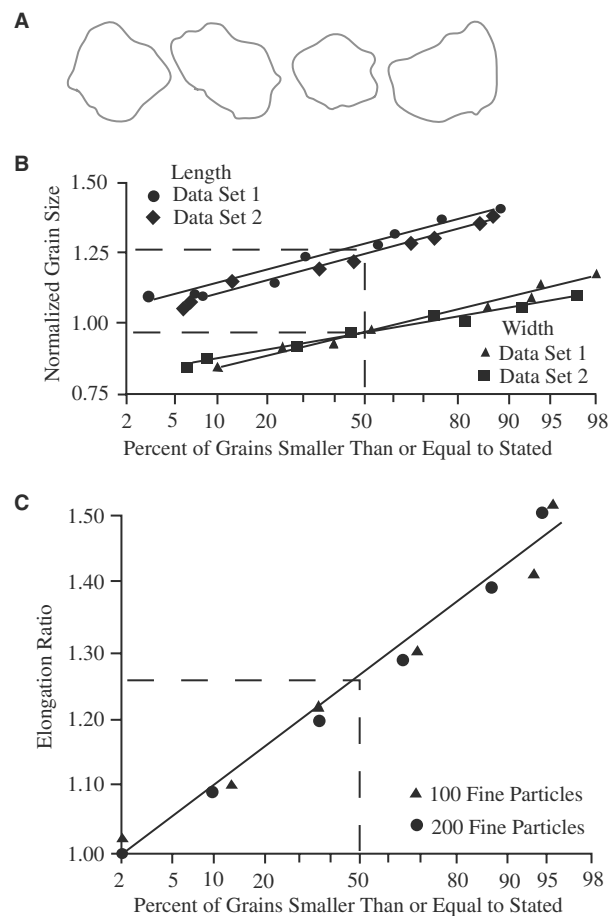 A
B
Length
Data Set 1
Data Set 2
1.50
1.25
1.00
0.75
Normalized Grain Size
Width
Data Set 1
Data Set 2
2 5 10 20 50 80 90 95 98
Percent of Grains Smaller Than or Equal to Stated
C
1.50
1.40
1.30
1.20
1.10
1.00
Elongation Ratio
100 Fine Particles
200 Fine Particles
2 5 10 20 50 80 90 95 98
Percent of Grains Smaller Than or Equal to Stated